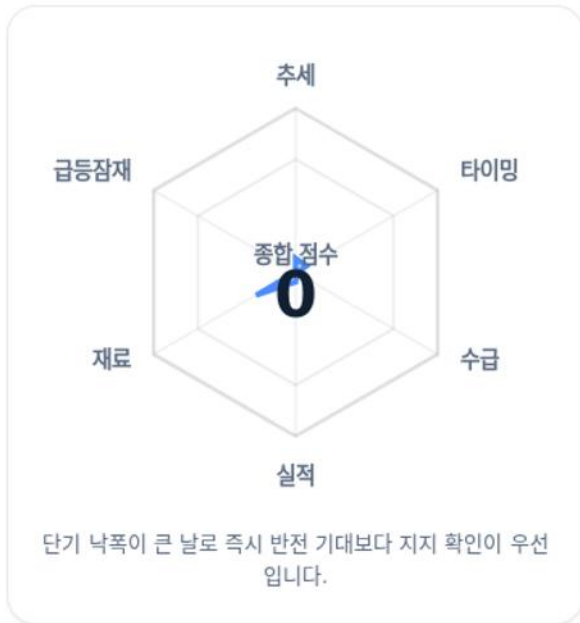 추세
급등잠재
타이밍
종합 점수
0
재료
수급
실적
단기 낙폭이 큰 날로 즉시 반전 기대보다 지지 확인이 우선
입니다.